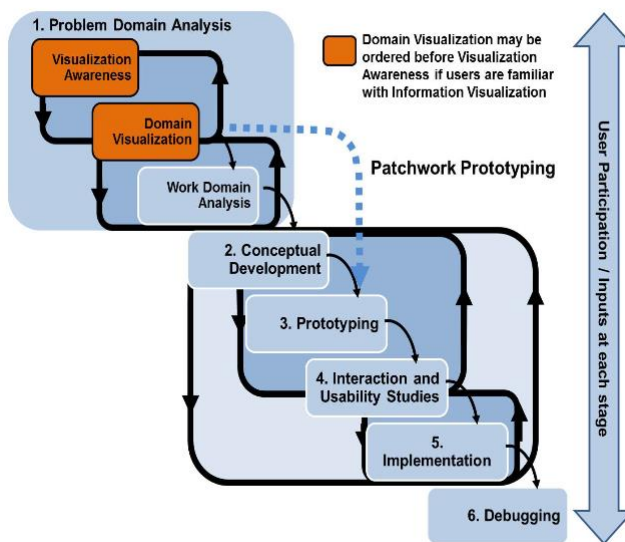 1. Problem Domain Analysis
Visualization
Awareness
Domain
Visualization
Work Domain
Analysis
Domain Visualization may be
ordered before Visualization
Awareness if users are familiar
with Information Visualization
Patchwork Prototyping
2. Conceptual
Development
3. Prototyping
4. Interaction and
Usability Studies
5.
Implementation
6. Debugging
User Participation / Inputs at each stage